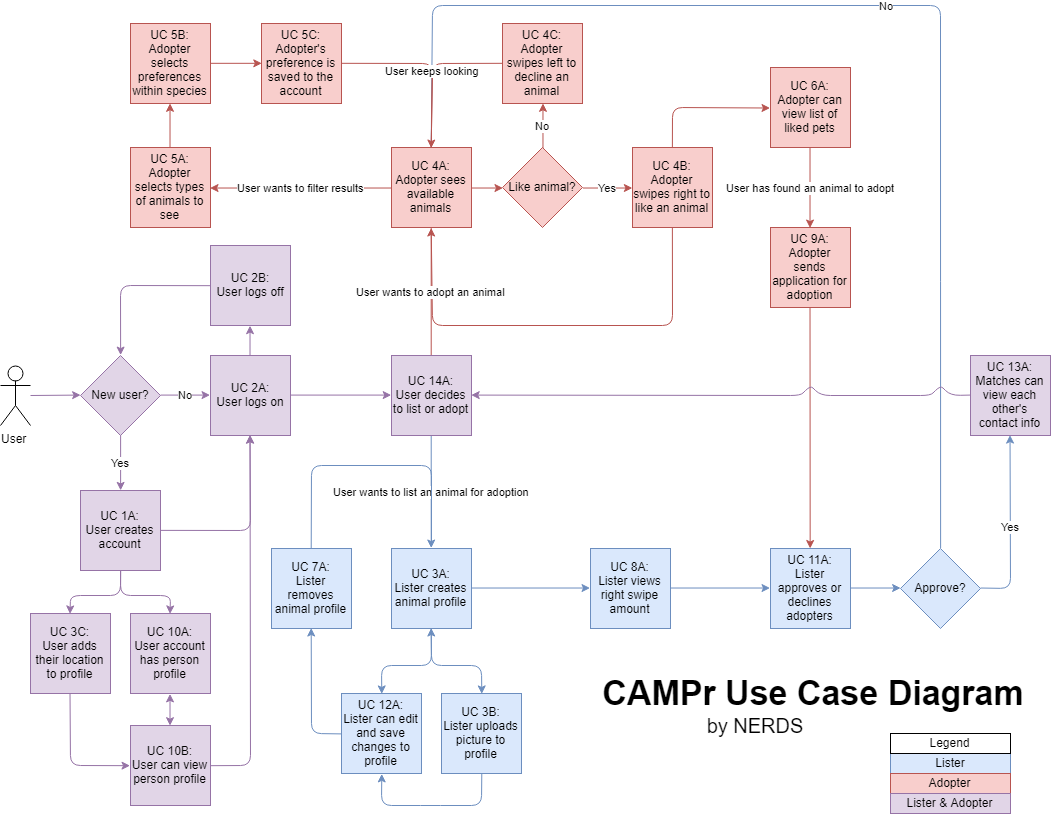 No
UC 5B:
Adopter
selects
preferences
within species
UC 5C:
Adopter's
preference is
saved to the
account
User keeps looking
UC 4C:
Adopter
swipes left to
decline an
animal
UC 6A:
Adopter can
view list of
liked pets
No
UC 5A:
Adopter
selects types
of animals to
see
User wants to filter results
UC 4A:
Adopter sees
available
animals
Like animal?
Yes
UC 4B:
Adopter
swipes right to
like an animal
User has found an animal to adopt
UC 9A:
Adopter
sends
application for
adoption
UC 2B:
User logs off
User wants to adopt an animal
User
New user?
No
UC 2A:
User logs on
UC 14A:
User decides
to list or adopt
UC 13A:
Matches can
view each
other's
contact info
Yes
User wants to list an animal for adoption
UC 1A:
User creates
account
Yes
UC 7A:
Lister
removes
animal profile
UC 3A:
Lister creates
animal profile
UC 8A:
Lister views
right swipe
amount
UC 11A:
Lister
approves or
declines
adopters
Approve?
UC 3C:
User adds
their location
to profile
UC 10A:
User account
has person
profile
UC 12A:
Lister can edit
and save
changes to
profile
UC 3B:
Lister uploads
picture to
profile
UC 10B:
User can view
person profile
CAMPr Use Case Diagram
by NERDS
Legend
Lister
Adopter
Lister & Adopter